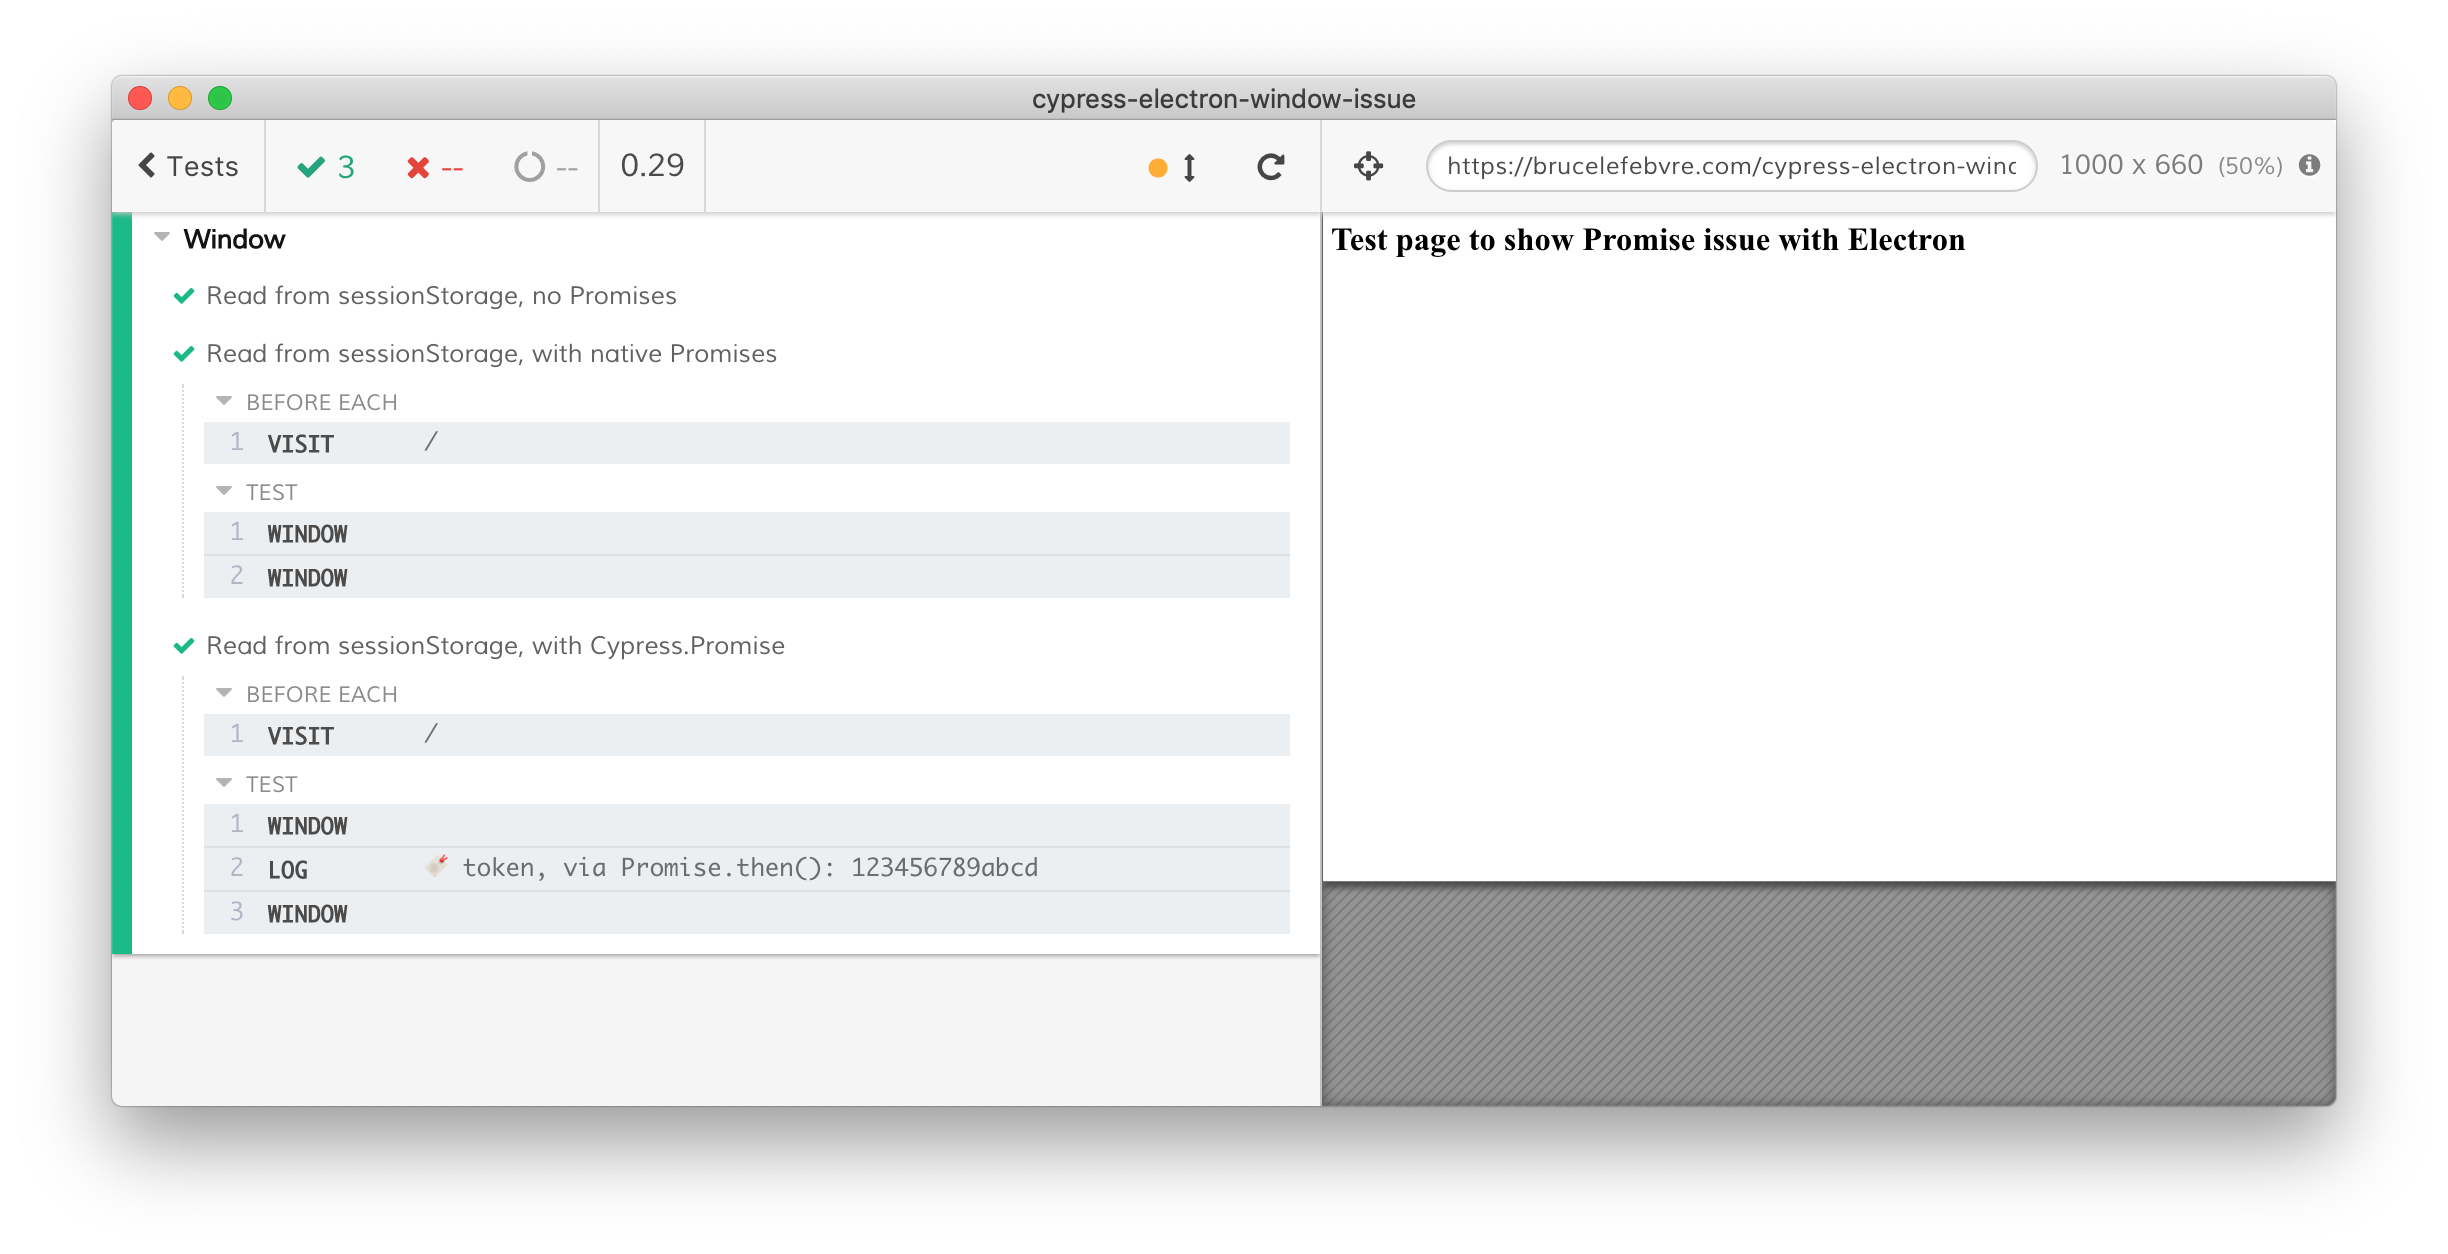 cypress-electron-window-issue
Tests 3 -- -- 0.29
https://brucelefebvre.com/cypress-electron-winc 1000 x 660 (50%)
Window
Read from sessionStorage, no Promises
Read from sessionStorage, with native Promises
BEFORE EACH
1 VISIT /
TEST
1 WINDOW
2 WINDOW
Read from sessionStorage, with Cypress.Promise
BEFORE EACH
1 VISIT /
TEST
1 WINDOW
2 LOG token, via Promise.then(): 123456789abcd
3 WINDOW
Test page to show Promise issue with Electron